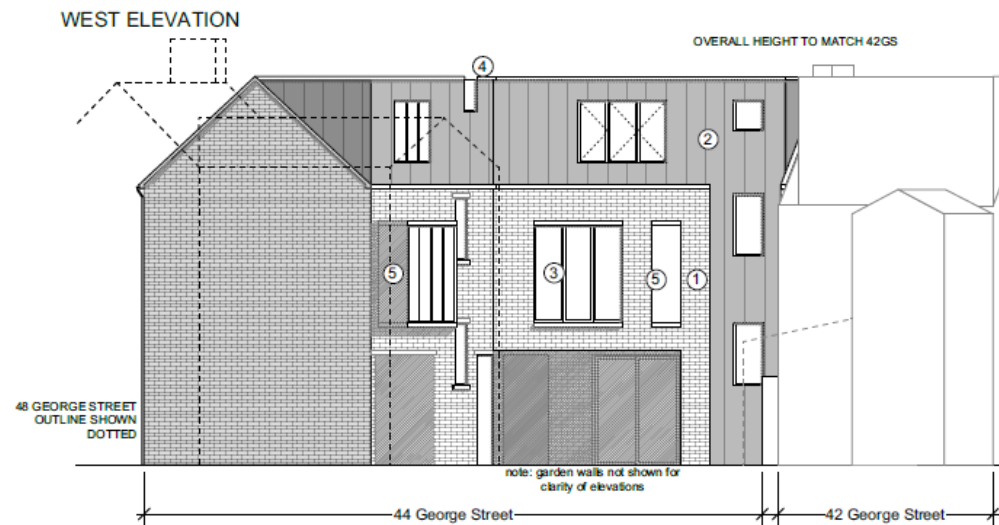 WEST ELEVATION
OVERALL HEIGHT TO MATCH 42GS
4
2
5
3
5
1
48 GEORGE STREET
OUTLINE SHOWN
DOTTED
note: garden walls not shown for
clarity of elevations
44 George Street
42 George Street